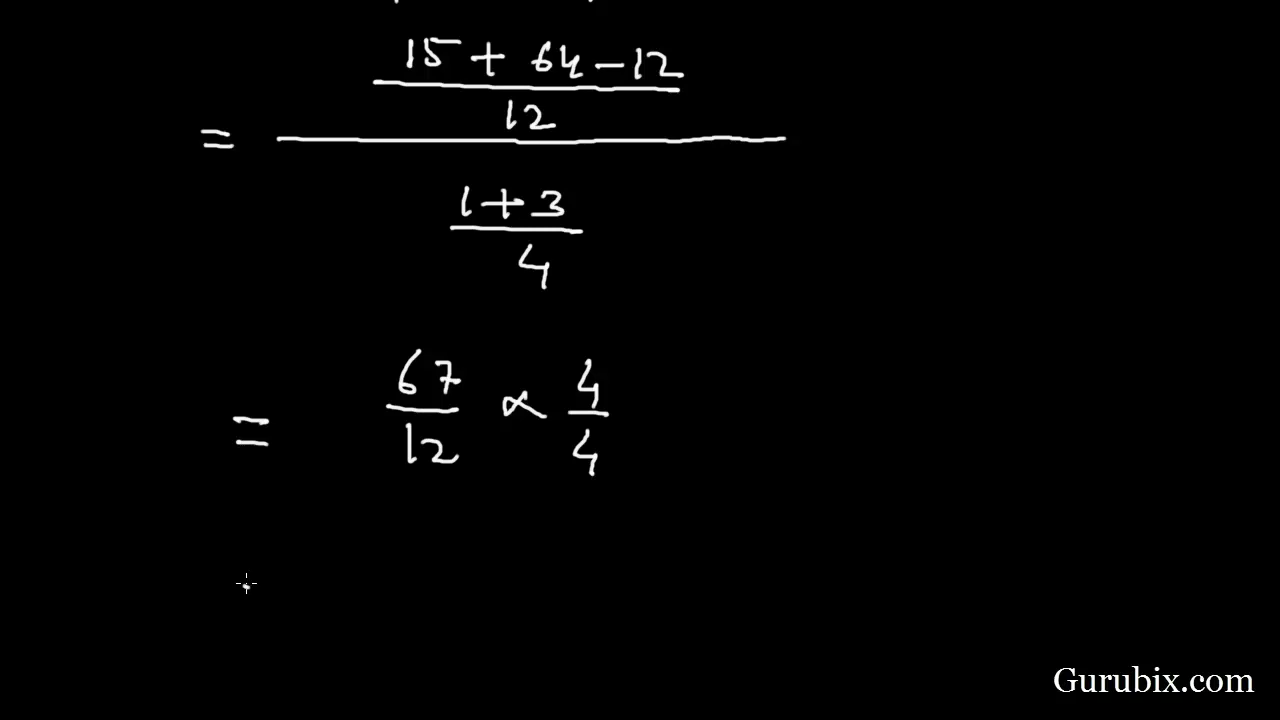 15 + 64 - 12
12
=
1 + 3
4
= 67/12 × 4/4
Gurubix.com